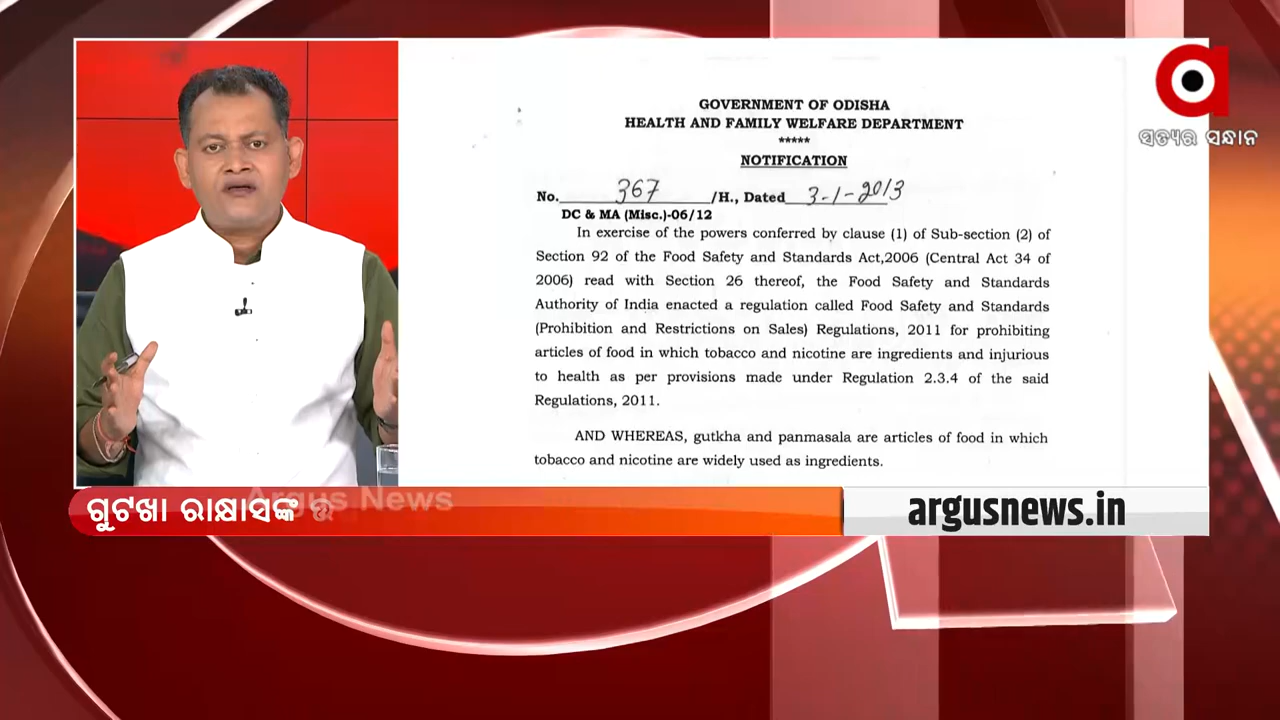 GOVERNMENT OF ODISHA
HEALTH AND FAMILY WELFARE DEPARTMENT
*****
NOTIFICATION
No. 367 /H., Dated 3-1-2013
DC & MA (Misc.)-06/12
In exercise of the powers conferred by clause (1) of Sub-section (2) of
Section 92 of the Food Safety and Standards Act,2006 (Central Act 34 of
2006) read with Section 26 thereof, the Food Safety and Standards
Authority of India enacted a regulation called Food Safety and Standards
(Prohibition and Restrictions on Sales) Regulations, 2011 for prohibiting
articles of food in which tobacco and nicotine are ingredients and injurious
to health as per provisions made under Regulation 2.3.4 of the said
Regulations, 2011.
AND WHEREAS, gutkha and panmasala are articles of food in which
tobacco and nicotine are widely used as ingredients.
ସତ୍ୟର ସନ୍ଧାନ
Argus News
ଗୁଟଖା ରାକ୍ଷାସଙ୍କ ଉ
argusnews.in